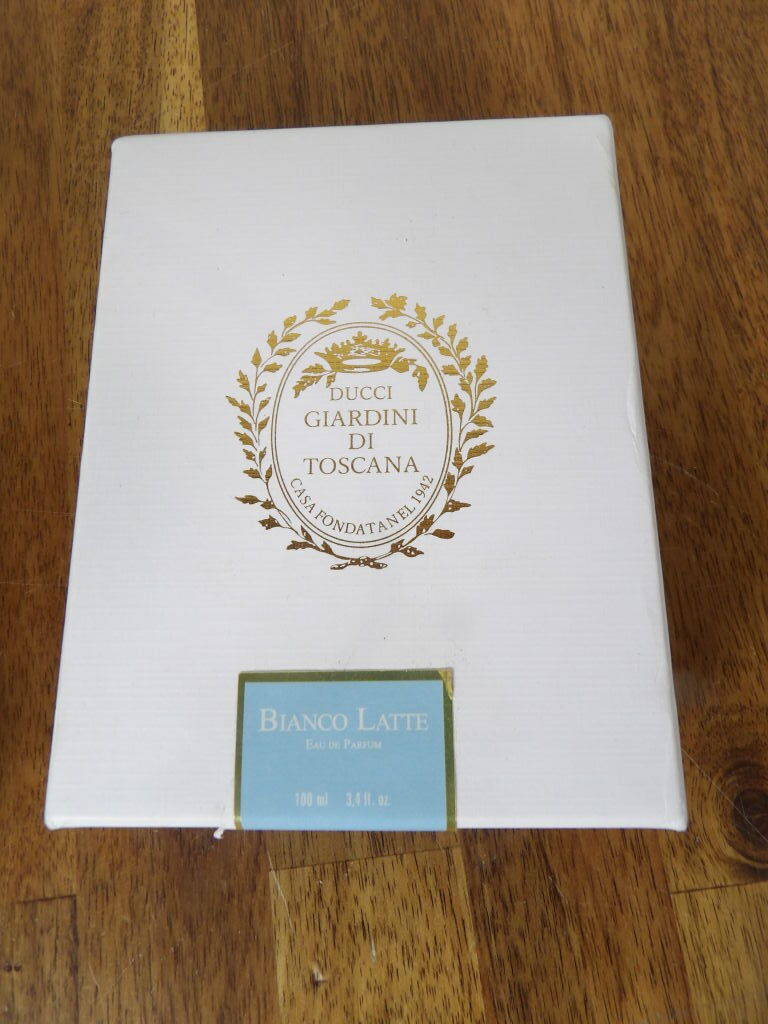 DUCCI
GIARDINI
DI
TOSCANA
CASA FONDATA NEL 1942
BIANCO LATTE
EAU DE PARFUM
100 ml 3,4 fl. oz.